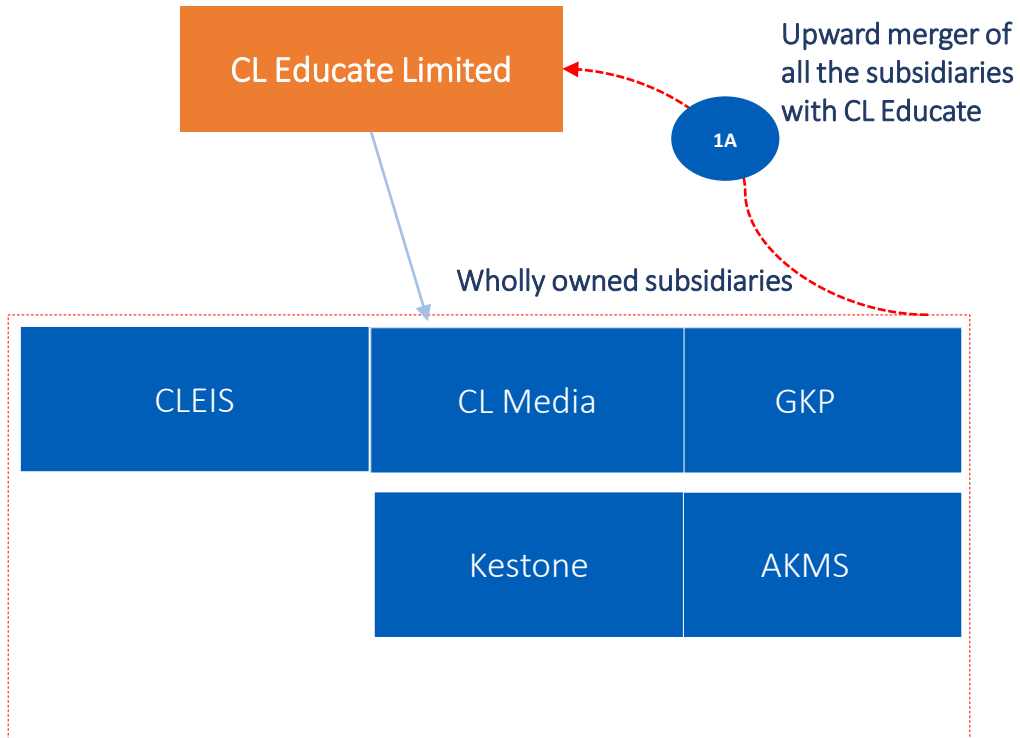 CL Educate Limited
Upward merger of
all the subsidiaries
with CL Educate
1A
Wholly owned subsidiaries
CLEIS
CL Media
GKP
Kestone
AKMS